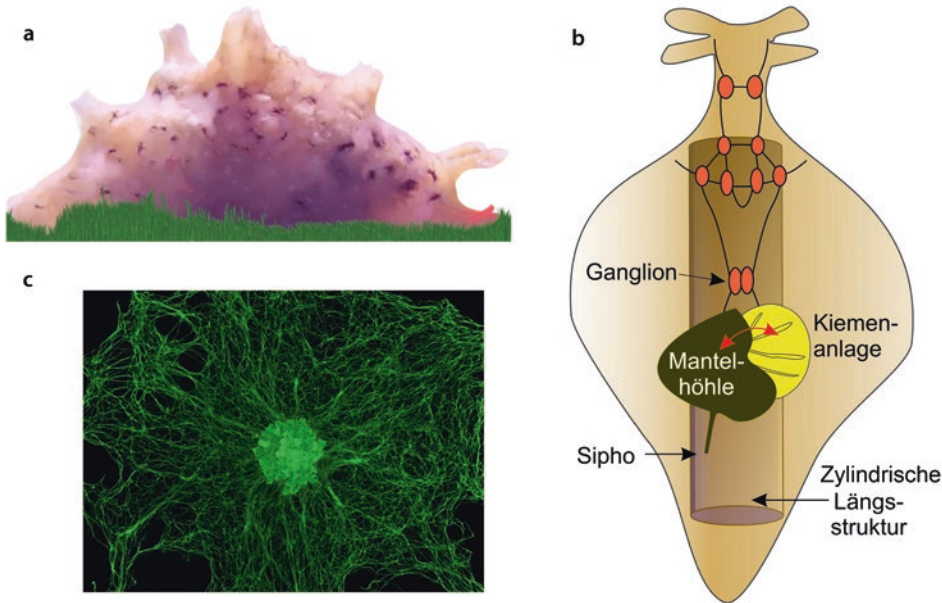 a
b
Ganglion
Kiemen-
anlage
Mantel-
höhle
Sipho
Zylindrische
Längs-
struktur
c